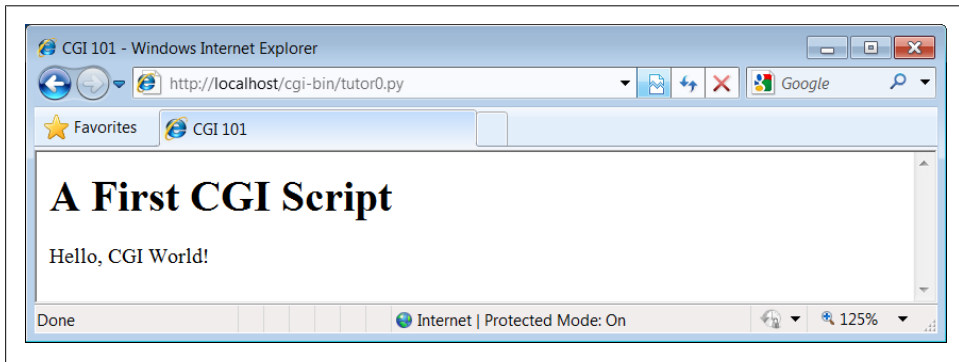 CGI 101 - Windows Internet Explorer
http://localhost/cgi-bin/tutor0.py
Google
Favorites
CGI 101
A First CGI Script
Hello, CGI World!
Done
Internet | Protected Mode: On
125%